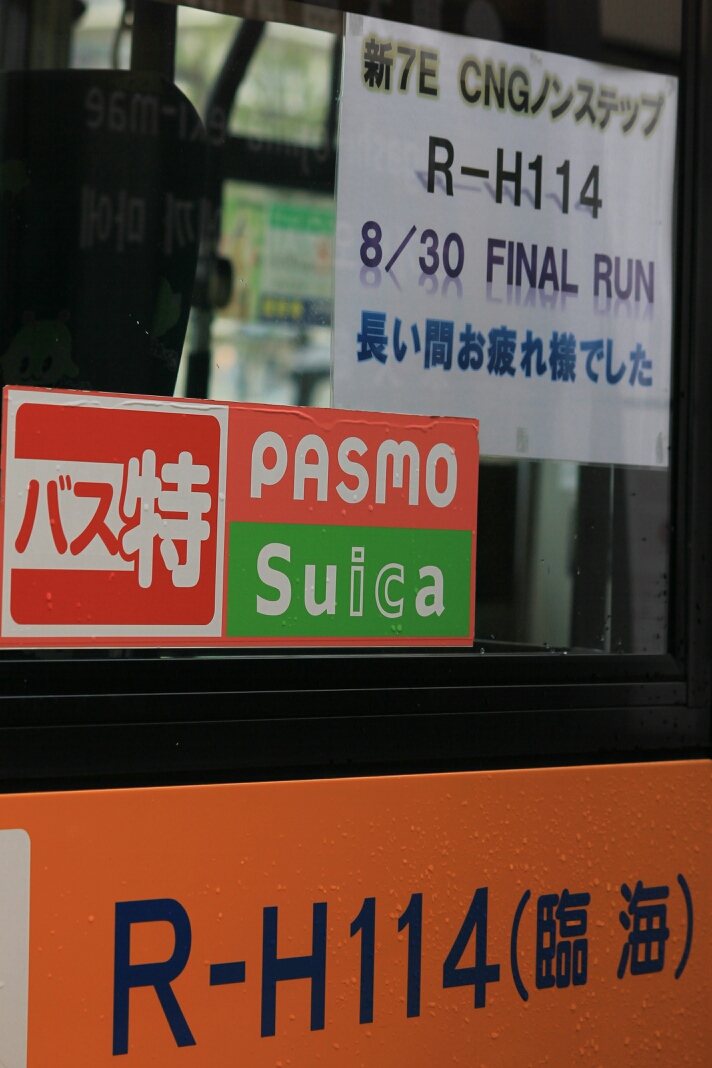 新7E CNGノンステップ
R-H114
8/30 FINAL RUN
長い間お疲れ様でした
バス特
PASMO
Suica
R-H114(臨海)